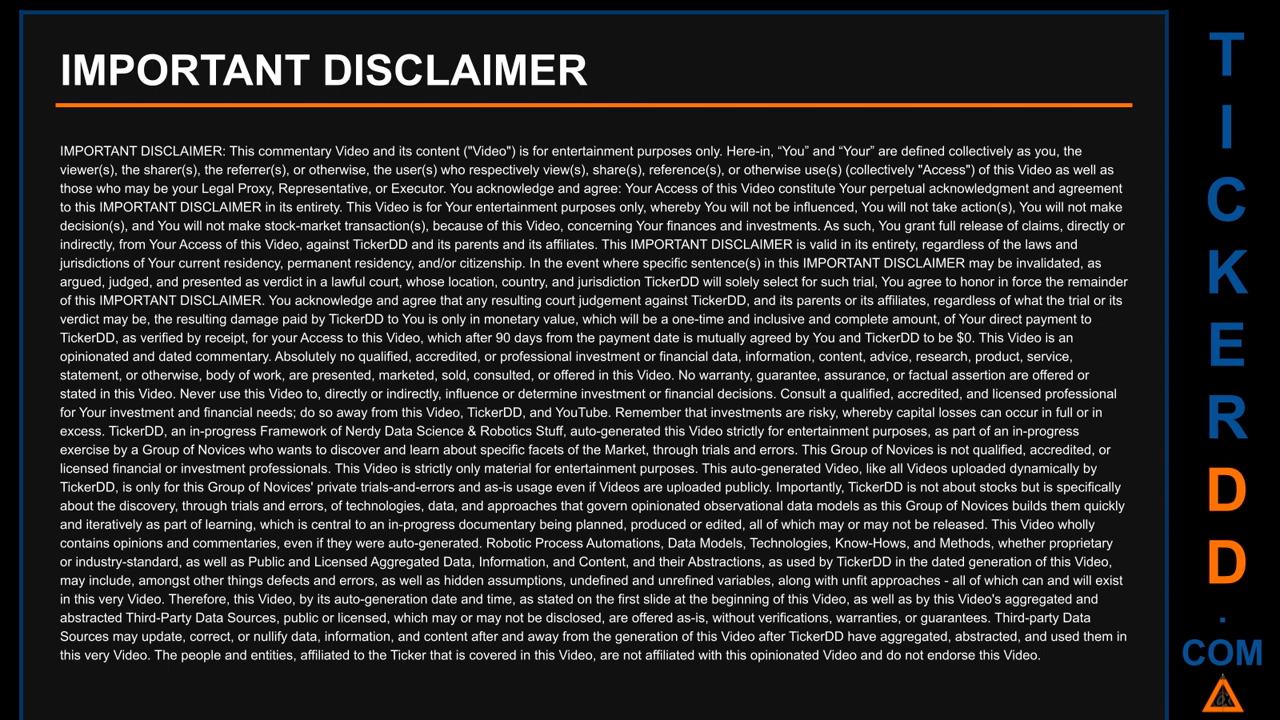 IMPORTANT DISCLAIMER
IMPORTANT DISCLAIMER: This commentary Video and its content ("Video") is for entertainment purposes only. Here-in, “You” and “Your” are defined collectively as you, the
viewer(s), the sharer(s), the referrer(s), or otherwise, the user(s) who respectively view(s), share(s), reference(s), or otherwise use(s) (collectively "Access") of this Video as well as
those who may be your Legal Proxy, Representative, or Executor. You acknowledge and agree: Your Access of this Video constitute Your perpetual acknowledgment and agreement
to this IMPORTANT DISCLAIMER in its entirety. This Video is for Your entertainment purposes only, whereby You will not be influenced, You will not take action(s), You will not make
decision(s), and You will not make stock-market transaction(s), because of this Video, concerning Your finances and investments. As such, You grant full release of claims, directly or
indirectly, from Your Access of this Video, against TickerDD and its parents and its affiliates. This IMPORTANT DISCLAIMER is valid in its entirety, regardless of the laws and
jurisdictions of Your current residency, permanent residency, and/or citizenship. In the event where specific sentence(s) in this IMPORTANT DISCLAIMER may be invalidated, as
argued, judged, and presented as verdict in a lawful court, whose location, country, and jurisdiction TickerDD will solely select for such trial, You agree to honor in force the remainder
of this IMPORTANT DISCLAIMER. You acknowledge and agree that any resulting court judgement against TickerDD, and its parents or its affiliates, regardless of what the trial or its
verdict may be, the resulting damage paid by TickerDD to You is only in monetary value, which will be a one-time and inclusive and complete amount, of Your direct payment to
TickerDD, as verified by receipt, for your Access to this Video, which after 90 days from the payment date is mutually agreed by You and TickerDD to be $0. This Video is an
opinionated and dated commentary. Absolutely no qualified, accredited, or professional investment or financial data, information, content, advice, research, product, service,
statement, or otherwise, body of work, are presented, marketed, sold, consulted, or offered in this Video. No warranty, guarantee, assurance, or factual assertion are offered or
stated in this Video. Never use this Video to, directly or indirectly, influence or determine investment or financial decisions. Consult a qualified, accredited, and licensed professional
for Your investment and financial needs; do so away from this Video, TickerDD, and YouTube. Remember that investments are risky, whereby capital losses can occur in full or in
excess. TickerDD, an in-progress Framework of Nerdy Data Science & Robotics Stuff, auto-generated this Video strictly for entertainment purposes, as part of an in-progress
exercise by a Group of Novices who wants to discover and learn about specific facets of the Market, through trials and errors. This Group of Novices is not qualified, accredited, or
licensed financial or investment professionals. This Video is strictly only material for entertainment purposes. This auto-generated Video, like all Videos uploaded dynamically by
TickerDD, is only for this Group of Novices' private trials-and-errors and as-is usage even if Videos are uploaded publicly. Importantly, TickerDD is not about stocks but is specifically
about the discovery, through trials and errors, of technologies, data, and approaches that govern opinionated observational data models as this Group of Novices builds them quickly
and iteratively as part of learning, which is central to an in-progress documentary being planned, produced or edited, all of which may or may not be released. This Video wholly
contains opinions and commentaries, even if they were auto-generated. Robotic Process Automations, Data Models, Technologies, Know-Hows, and Methods, whether proprietary
or industry-standard, as well as Public and Licensed Aggregated Data, Information, and Content, and their Abstractions, as used by TickerDD in the dated generation of this Video,
may include, amongst other things defects and errors, as well as hidden assumptions, undefined and unrefined variables, along with unfit approaches - all of which can and will exist
in this very Video. Therefore, this Video, by its auto-generation date and time, as stated on the first slide at the beginning of this Video, as well as by this Video's aggregated and
abstracted Third-Party Data Sources, public or licensed, which may or may not be disclosed, are offered as-is, without verifications, warranties, or guarantees. Third-party Data
Sources may update, correct, or nullify data, information, and content after and away from the generation of this Video after TickerDD have aggregated, abstracted, and used them in
this very Video. The people and entities, affiliated to the Ticker that is covered in this Video, are not affiliated with this opinionated Video and do not endorse this Video.
T
I
C
K
E
R
D
D
.
COM